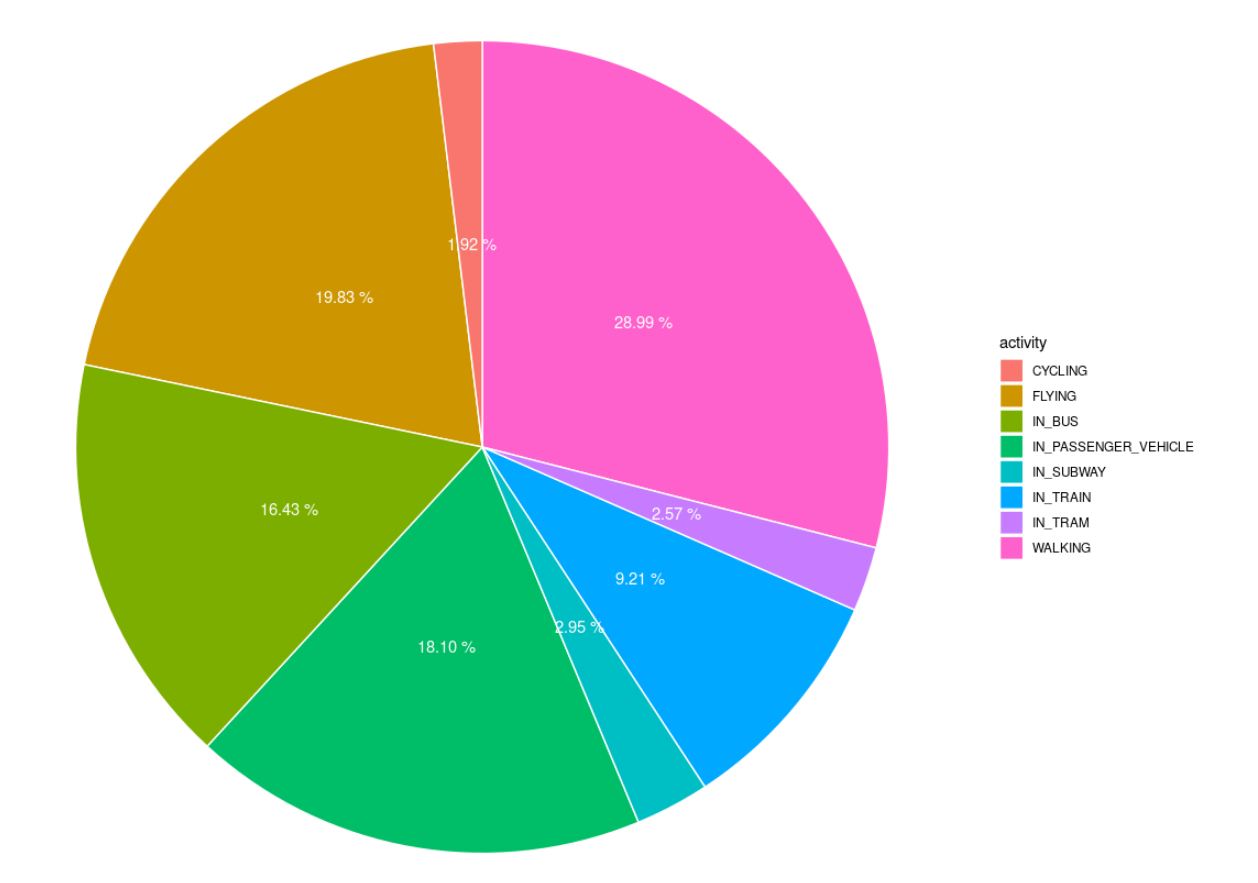 1.92 %
19.83 %
28.99 %
16.43 %
2.57 %
9.21 %
2.95 %
18.10 %
activity
CYCLING
FLYING
IN_BUS
IN_PASSENGER_VEHICLE
IN_SUBWAY
IN_TRAIN
IN_TRAM
WALKING